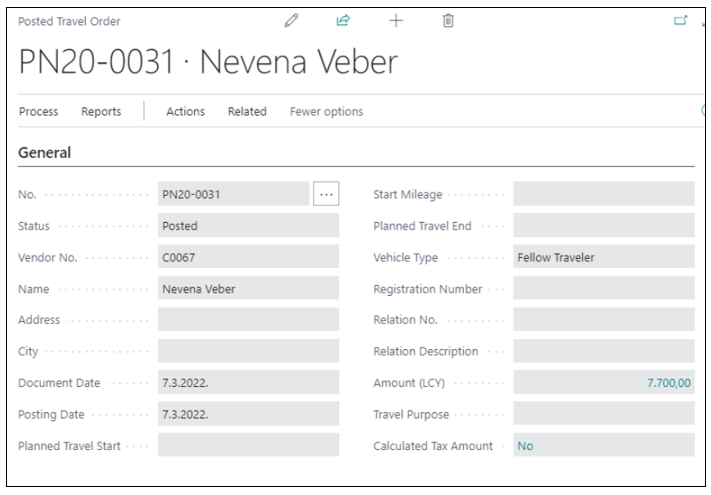 Posted Travel Order
PN20-0031 · Nevena Veber
Process Reports Actions Related Fewer options
General
No. PN20-0031 ...
Status Posted
Vendor No. C0067
Name Nevena Veber
Address
City
Document Date 7.3.2022.
Posting Date 7.3.2022.
Planned Travel Start
Start Mileage
Planned Travel End
Vehicle Type Fellow Traveler
Registration Number
Relation No.
Relation Description
Amount (LCY) 7.700,00
Travel Purpose
Calculated Tax Amount No